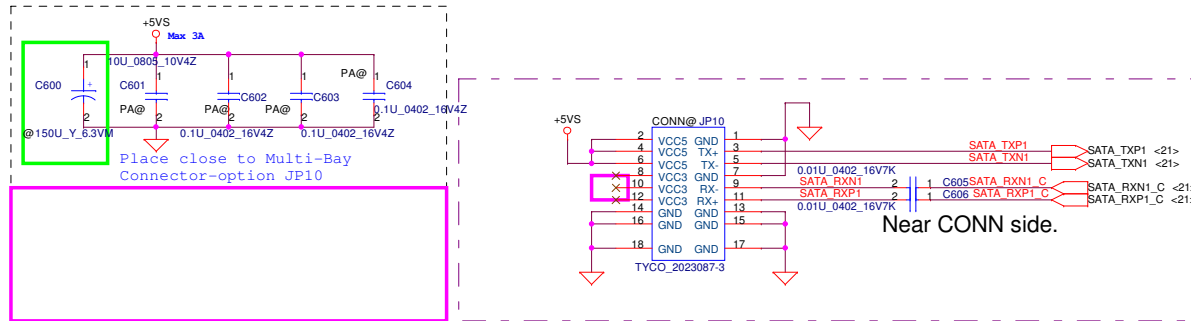 +5VS
Max 3A
10U_0805_10V4Z
1
1
1
1
1
C600
+
C601
C602
C603
PA@
C604
PA@
PA@
PA@
0.1U_0402_16V4Z
2
2
2
2
2
@150U_Y_6.3VM
0.1U_0402_16V4Z
0.1U_0402_16V4Z
Place close to Multi-Bay
Connector-option JP10
+5VS
CONN@ JP10
2 VCC5 GND 1
4 VCC5 TX+ 3 SATA_TXP1 SATA_TXP1 <21>
6 VCC5 TX- 5 SATA_TXN1 SATA_TXN1 <21>
8 VCC3 GND 7 0.01U_0402_16V7K
10 VCC3 RX- 9 SATA_RXN1 2 1 C605 SATA_RXN1_C SATA_RXN1_C <21>
12 VCC3 RX+ 11 SATA_RXP1 2 1 C606 SATA_RXP1_C SATA_RXP1_C <21>
14 GND GND 13 0.01U_0402_16V7K
16 GND GND 15
Near CONN side.
18 GND GND 17
TYCO_2023087-3